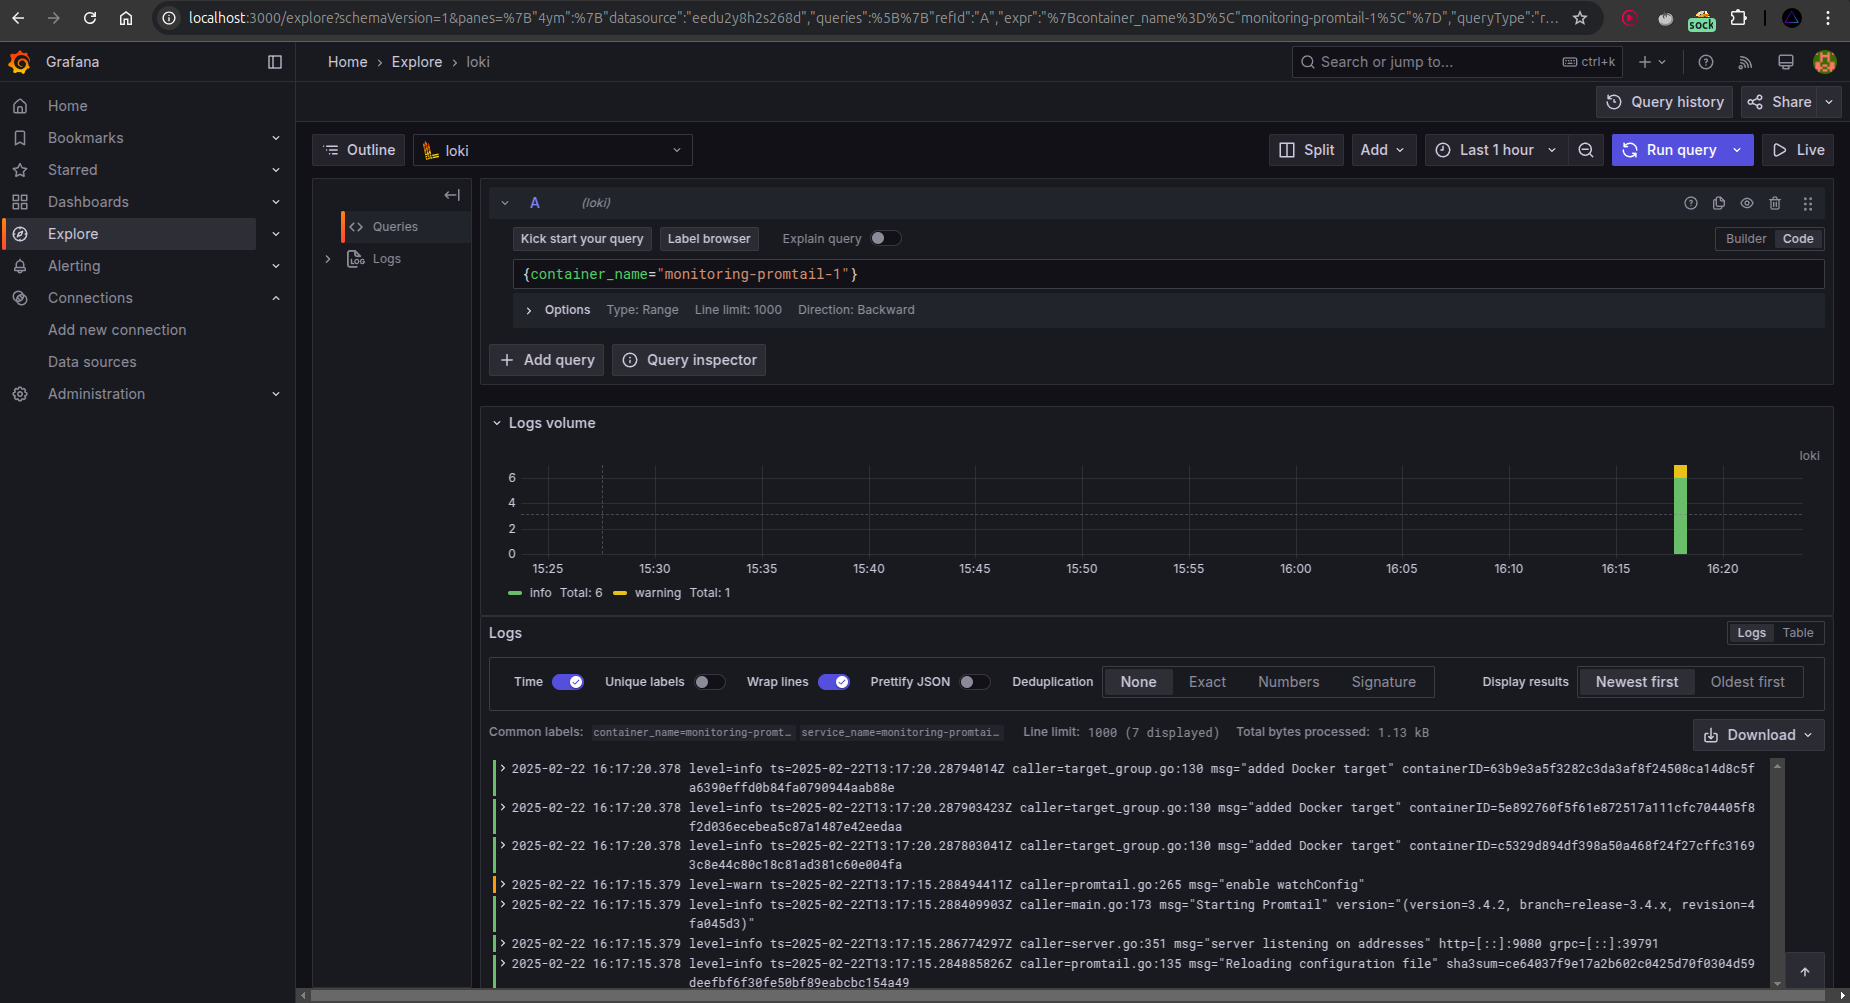 localhost:3000/explore?schemaVersion=1&panes=%7B"4ym":%7B"datasource":"eedu2y8h2s268d","queries":%5B%7B"refId":"A","expr":"%7Bcontainer_name%3D%5C"monitoring-promtail-1%5C"%7D","queryType":"r...
sock
Grafana
Home › Explore › loki
Search or jump to...
ctrl+k
Query history
Share
Home
Bookmarks
Starred
Dashboards
Explore
Alerting
Connections
Add new connection
Data sources
Administration
Outline
loki
Split
Add
Last 1 hour
Run query
Live
Queries
Logs
A (loki)
Kick start your query
Label browser
Explain query
Builder
Code
{container_name="monitoring-promtail-1"}
Options Type: Range Line limit: 1000 Direction: Backward
+ Add query
Query inspector
Logs volume
loki
6
4
2
0
15:25 15:30 15:35 15:40 15:45 15:50 15:55 16:00 16:05 16:10 16:15 16:20
info Total: 6 warning Total: 1
Logs
Logs Table
Time Unique labels Wrap lines Prettify JSON Deduplication None Exact Numbers Signature Display results Newest first Oldest first
Common labels: container_name=monitoring-promt… service_name=monitoring-promtai… Line limit: 1000 (7 displayed) Total bytes processed: 1.13 kB
Download
2025-02-22 16:17:20.378 level=info ts=2025-02-22T13:17:20.28794014Z caller=target_group.go:130 msg="added Docker target" containerID=63b9e3a5f3282c3da3af8f24508ca14d8c5f
a6390effd0b84fa0790944aab88e
2025-02-22 16:17:20.378 level=info ts=2025-02-22T13:17:20.287903423Z caller=target_group.go:130 msg="added Docker target" containerID=5e892760f5f61e872517a111cfc704405f8
f2d036ecebea5c87a1487e42eedaa
2025-02-22 16:17:20.378 level=info ts=2025-02-22T13:17:20.287803041Z caller=target_group.go:130 msg="added Docker target" containerID=c5329d894df398a50a468f24f27cffc3169
3c8e44c80c18c81ad381c60e004fa
2025-02-22 16:17:15.379 level=warn ts=2025-02-22T13:17:15.288494411Z caller=promtail.go:265 msg="enable watchConfig"
2025-02-22 16:17:15.379 level=info ts=2025-02-22T13:17:15.288409903Z caller=main.go:173 msg="Starting Promtail" version="(version=3.4.2, branch=release-3.4.x, revision=4
fa045d3)"
2025-02-22 16:17:15.379 level=info ts=2025-02-22T13:17:15.286774297Z caller=server.go:351 msg="server listening on addresses" http=[::]:9080 grpc=[::]:39791
2025-02-22 16:17:15.378 level=info ts=2025-02-22T13:17:15.284885826Z caller=promtail.go:135 msg="Reloading configuration file" sha3sum=ce64037f9e17a2b602c0425d70f0304d59
deefbf6f30fe50bf89eabcbc154a49